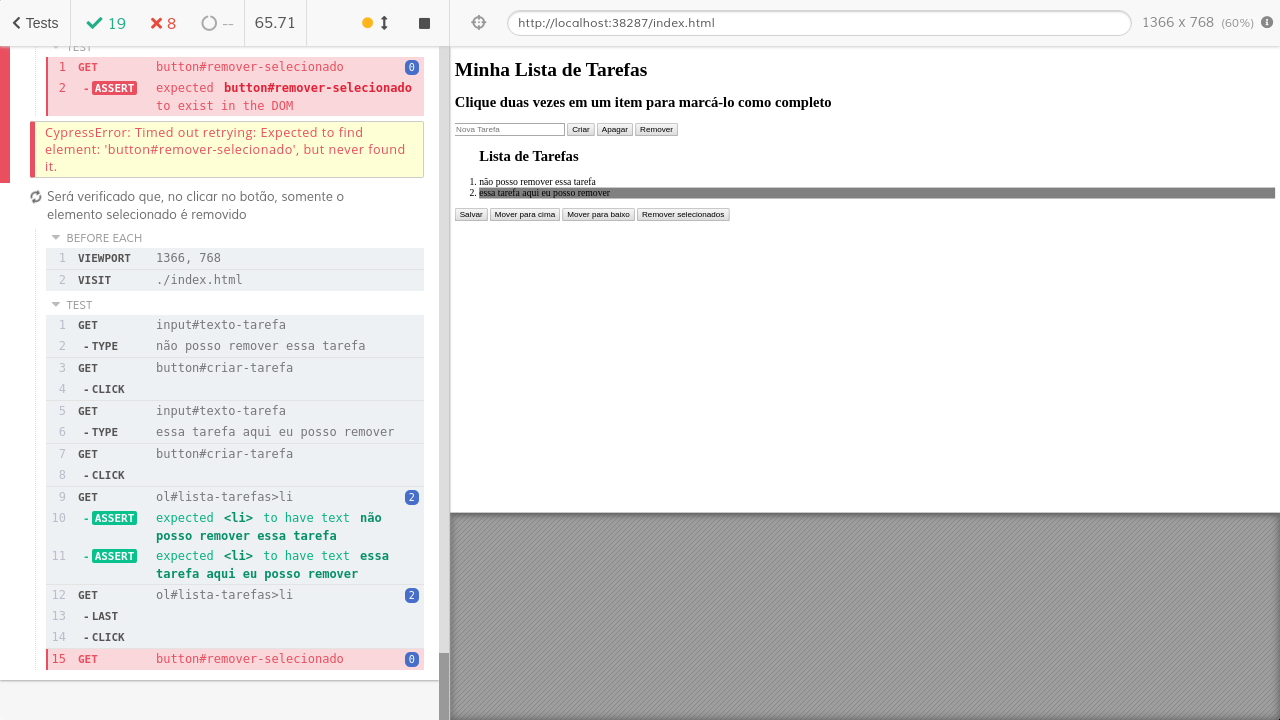 Tests 19 8 -- 65.71
TEST
1 GET button#remover-selecionado 0
2 - ASSERT expected button#remover-selecionado
to exist in the DOM
CypressError: Timed out retrying: Expected to find
element: 'button#remover-selecionado', but never found
it.
Será verificado que, no clicar no botão, somente o
elemento selecionado é removido
BEFORE EACH
1 VIEWPORT 1366, 768
2 VISIT ./index.html
TEST
1 GET input#texto-tarefa
2 - TYPE não posso remover essa tarefa
3 GET button#criar-tarefa
4 - CLICK
5 GET input#texto-tarefa
6 - TYPE essa tarefa aqui eu posso remover
7 GET button#criar-tarefa
8 - CLICK
9 GET ol#lista-tarefas>li 2
10 - ASSERT expected <li> to have text não
posso remover essa tarefa
11 - ASSERT expected <li> to have text essa
tarefa aqui eu posso remover
12 GET ol#lista-tarefas>li 2
13 - LAST
14 - CLICK
15 GET button#remover-selecionado 0
http://localhost:38287/index.html 1366 x 768 (60%)
Minha Lista de Tarefas
Clique duas vezes em um item para marcá-lo como completo
Nova Tarefa Criar Apagar Remover
Lista de Tarefas
1. não posso remover essa tarefa
2. essa tarefa aqui eu posso remover
Salvar Mover para cima Mover para baixo Remover selecionados